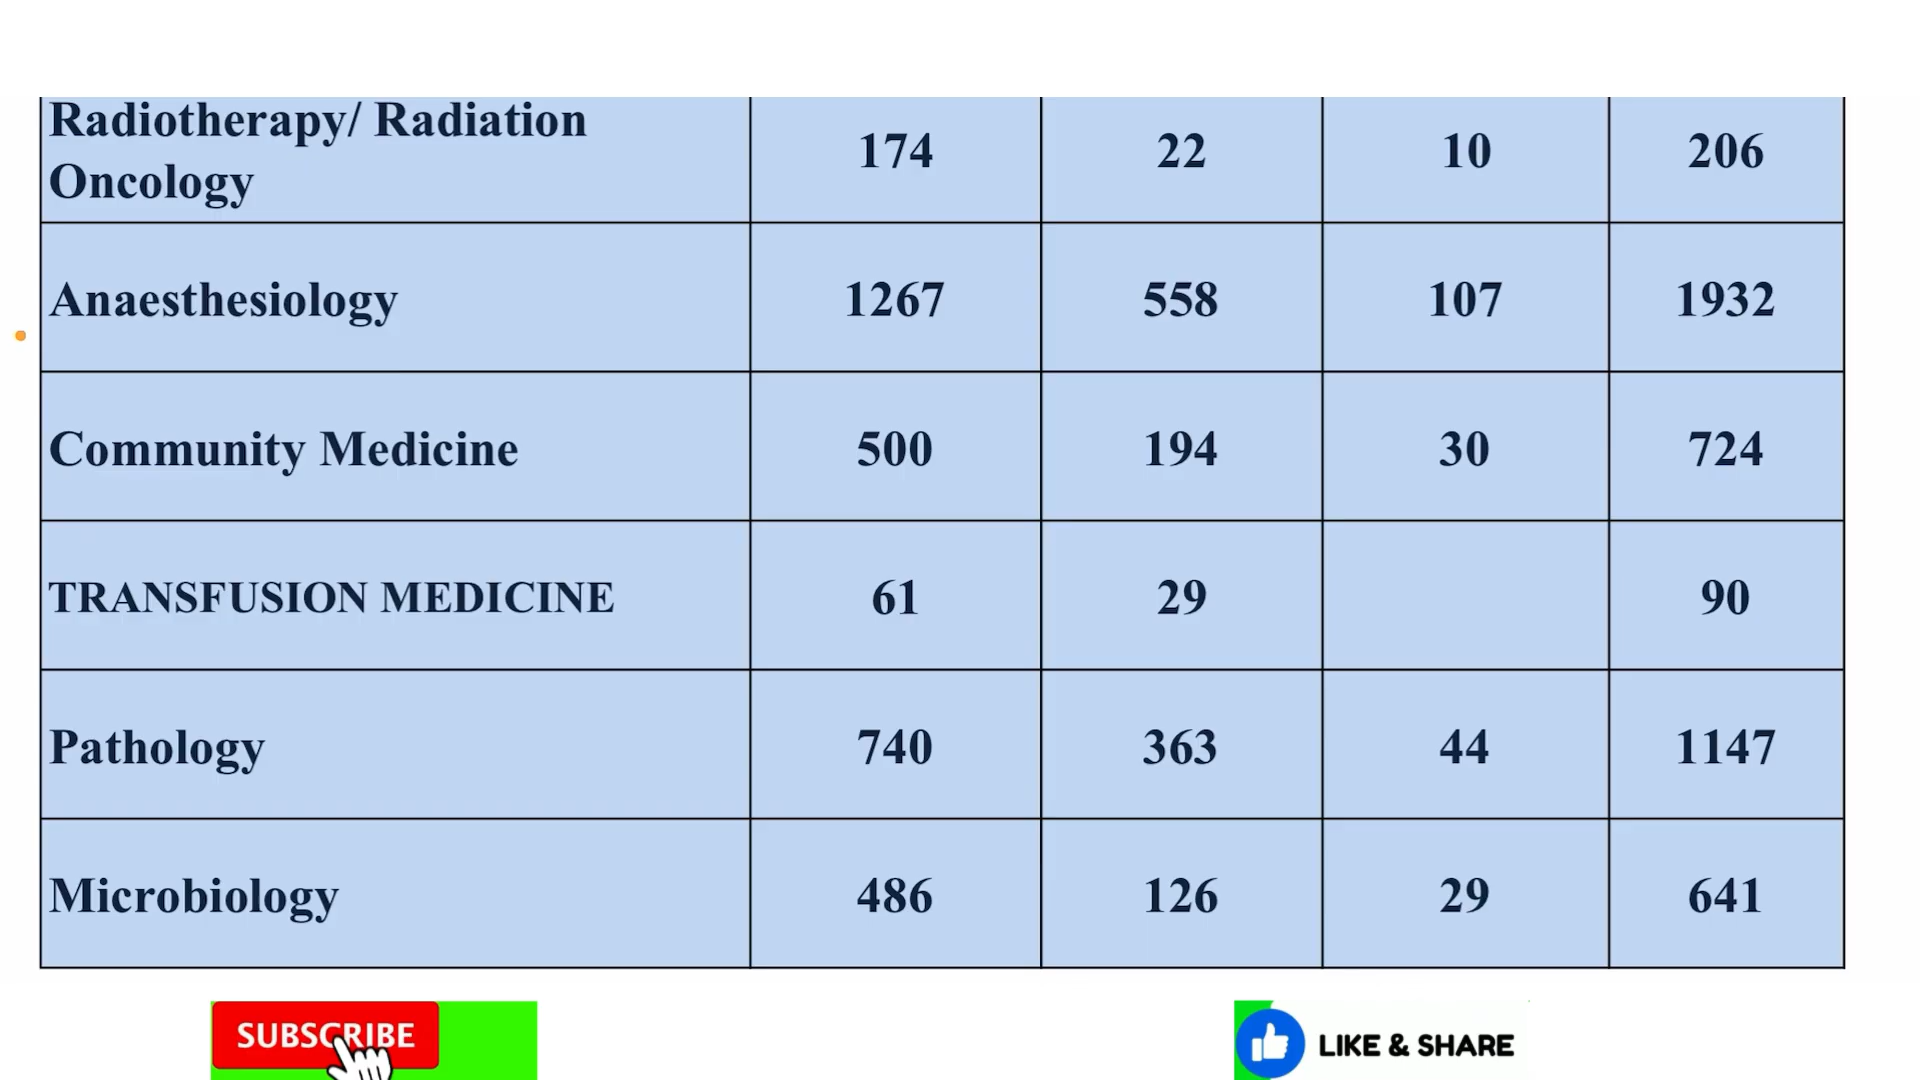 Radiotherapy/ Radiation
Oncology 174 22 10 206
Anaesthesiology 1267 558 107 1932
Community Medicine 500 194 30 724
TRANSFUSION MEDICINE 61 29 90
Pathology 740 363 44 1147
Microbiology 486 126 29 641
SUBSCRIBE LIKE & SHARE